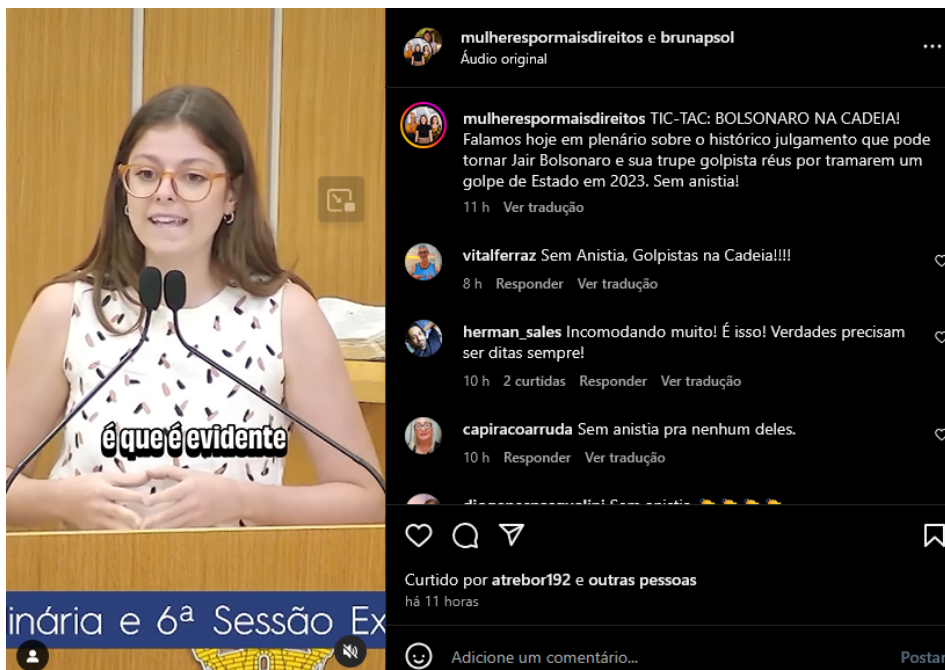 mulherespormaisdireitos e brunapsol
Áudio original
mulherespormaisdireitos TIC-TAC: BOLSONARO NA CADEIA!
Falamos hoje em plenário sobre o histórico julgamento que pode
tornar Jair Bolsonaro e sua trupe golpista réus por tramarem um
golpe de Estado em 2023. Sem anistia!
11 h Ver tradução
vitalferraz Sem Anistia, Golpistas na Cadeia!!!!
8 h Responder Ver tradução
herman_sales Incomodando muito! É isso! Verdades precisam
ser ditas sempre!
10 h 2 curtidas Responder Ver tradução
capiracoarruda Sem anistia pra nenhum deles.
10 h Responder Ver tradução
Sem anistia
é que é evidente
inária e 6ª Sessão Ex
Curtido por atrebor192 e outras pessoas
há 11 horas
Adicione um comentário...
Postar